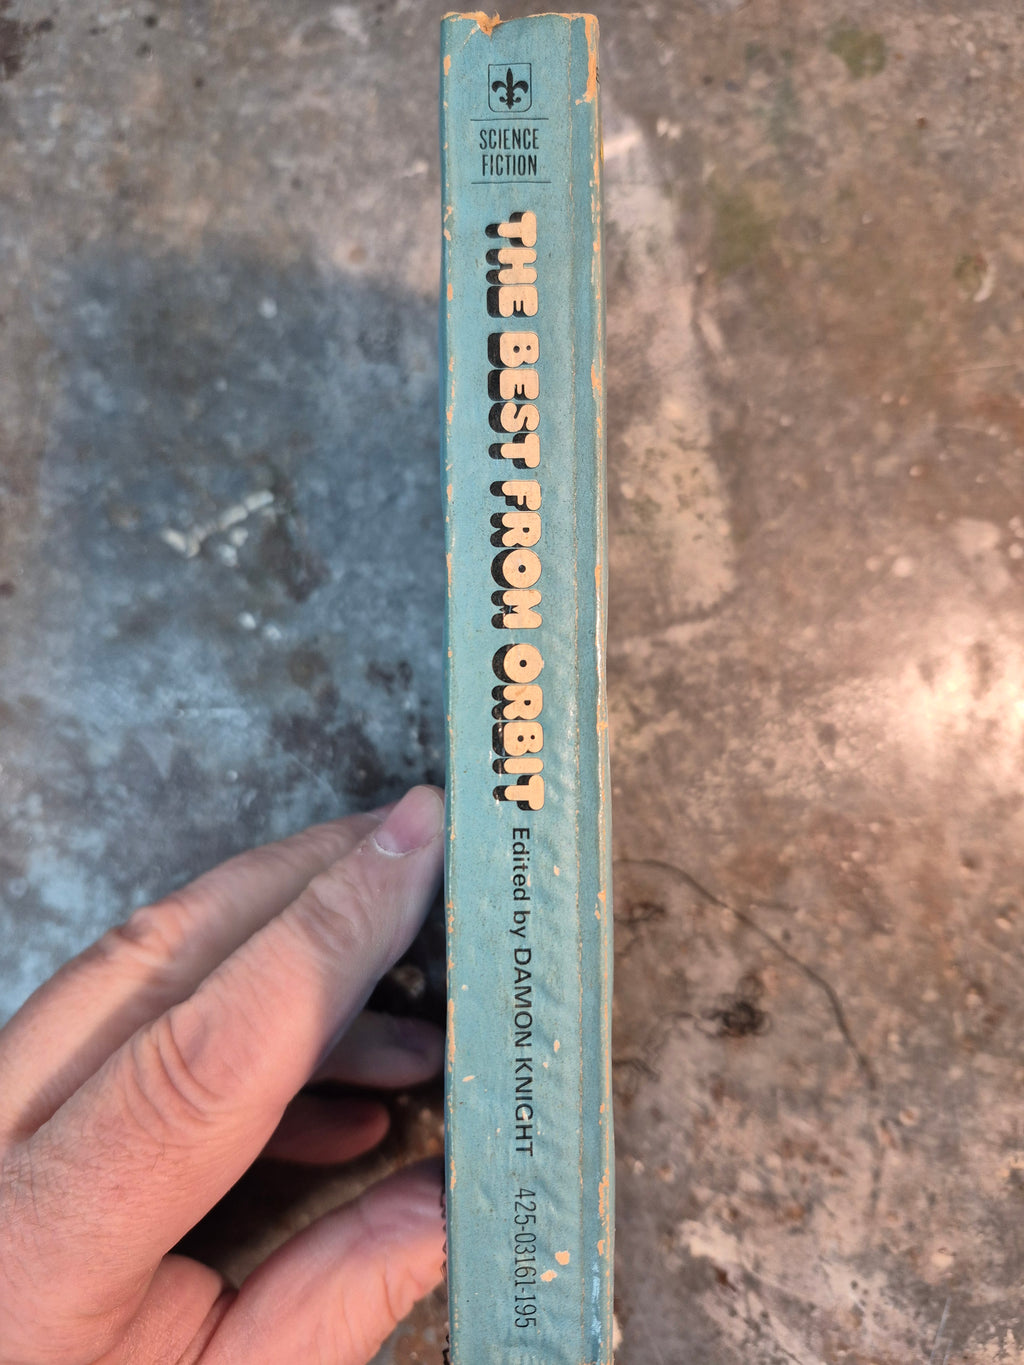 SCIENCE
FICTION
THE BEST FROM ORBIT
Edited by DAMON KNIGHT
425-03161-195